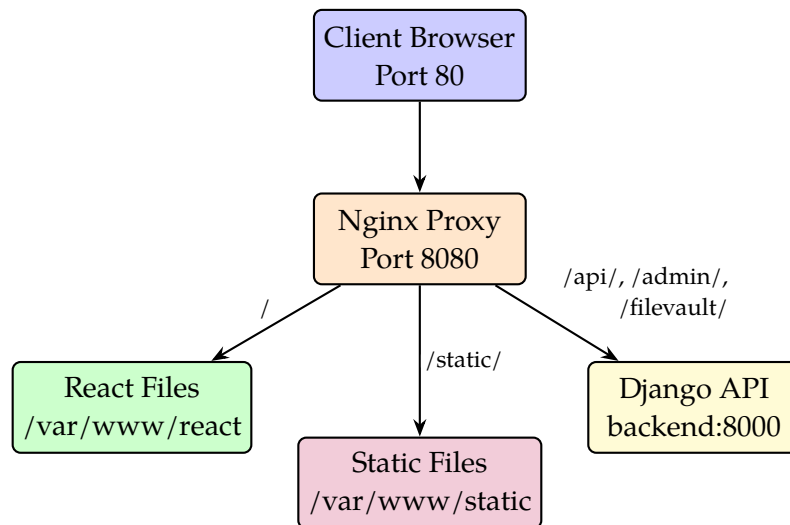 Client Browser
Port 80
Nginx Proxy
Port 8080
/api/, /admin/,
/filevault/
/
/static/
React Files
/var/www/react
Django API
backend:8000
Static Files
/var/www/static